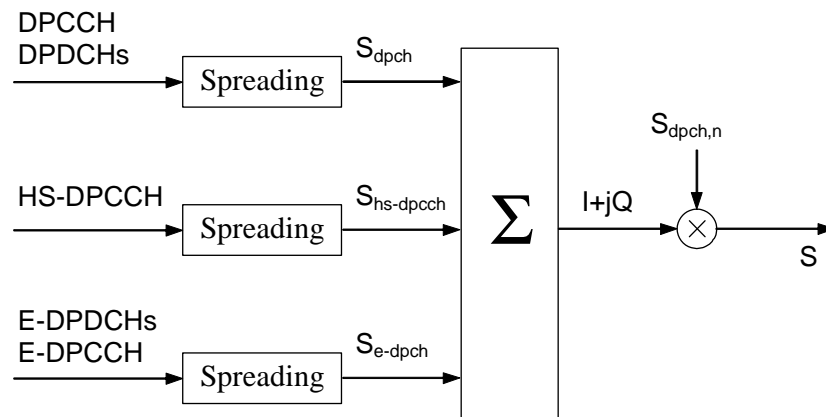 DPCCH
DPDCHs
Spreading
S_dpch
HS-DPCCH
Spreading
S_hs-dpcch
E-DPDCHs
E-DPCCH
Spreading
S_e-dpch
Σ
I+jQ
S_dpch,n
×
S